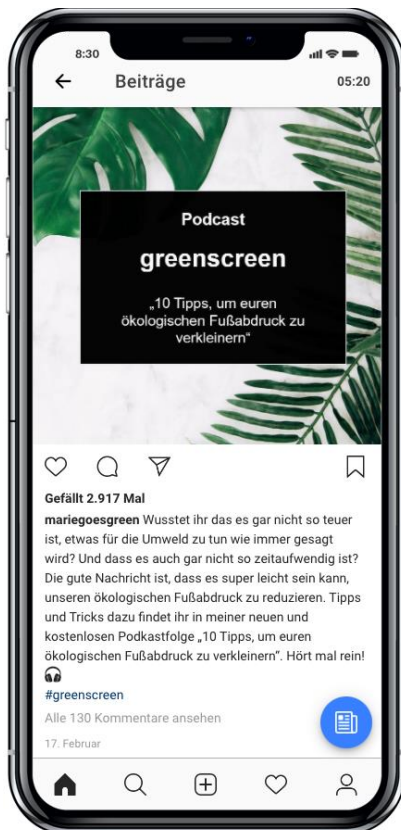 8:30
Beiträge
05:20
Podcast
greenscreen
„10 Tipps, um euren
ökologischen Fußabdruck zu
verkleinern“
Gefällt 2.917 Mal
mariegoesgreen Wusstet ihr das es gar nicht so teuer
ist, etwas für die Umweld zu tun wie immer gesagt
wird? Und dass es auch gar nicht so zeitaufwendig ist?
Die gute Nachricht ist, dass es super leicht sein kann,
unseren ökologischen Fußabdruck zu reduzieren. Tipps
und Tricks dazu findet ihr in meiner neuen und
kostenlosen Podkastfolge „10 Tipps, um euren
ökologischen Fußabdruck zu verkleinern“. Hört mal rein!
🎧
#greenscreen
Alle 130 Kommentare ansehen
17. Februar